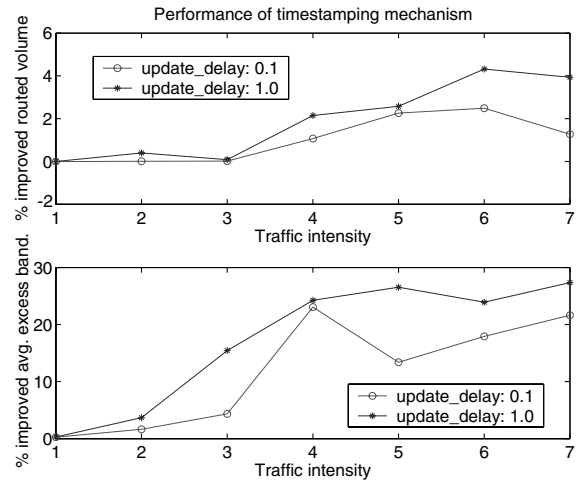 Performance of timestamping mechanism
% improved routed volume
6
4
2
0
-2
update_delay: 0.1
update_delay: 1.0
1 2 3 4 5 6 7
Traffic intensity
% improved avg. excess band.
30
20
10
0
update_delay: 0.1
update_delay: 1.0
1 2 3 4 5 6 7
Traffic intensity